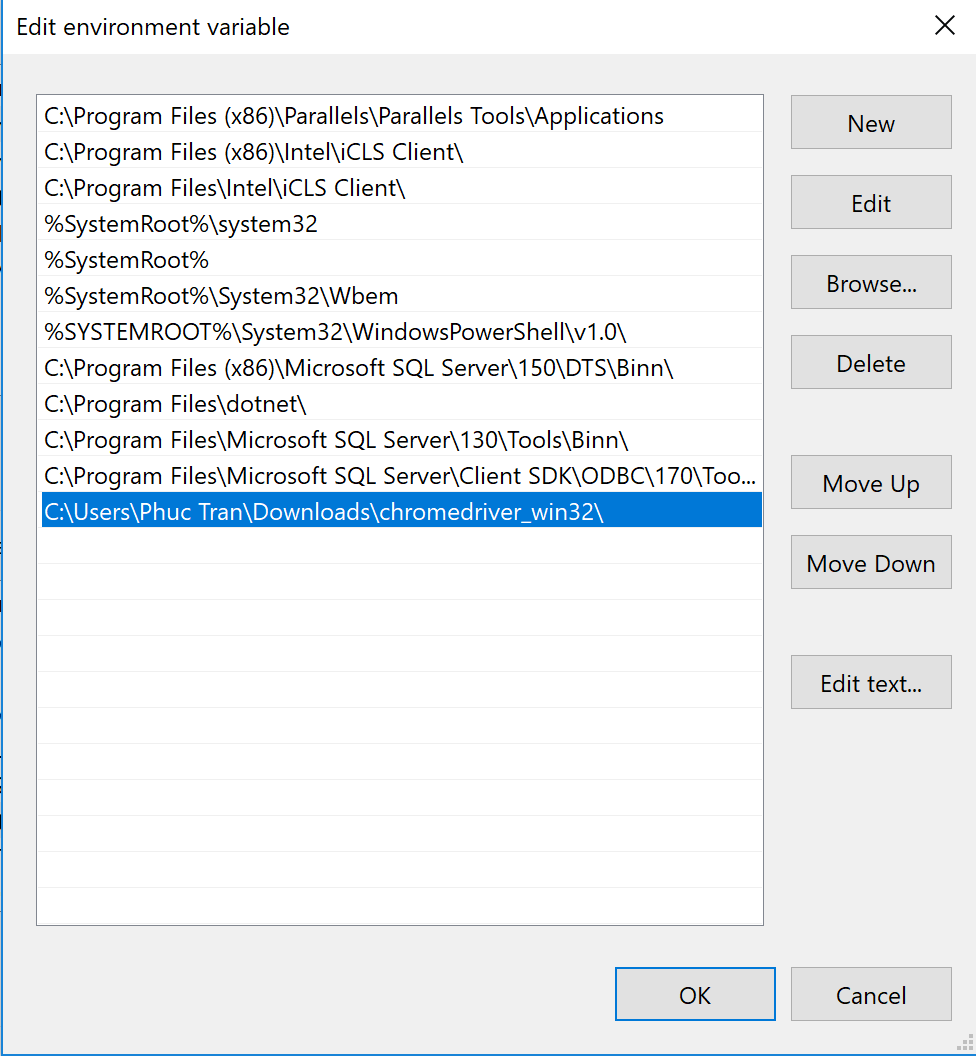 Edit environment variable
C:\Program Files (x86)\Parallels\Parallels Tools\Applications
C:\Program Files (x86)\Intel\iCLS Client\
C:\Program Files\Intel\iCLS Client\
%SystemRoot%\system32
%SystemRoot%
%SystemRoot%\System32\Wbem
%SYSTEMROOT%\System32\WindowsPowerShell\v1.0\
C:\Program Files (x86)\Microsoft SQL Server\150\DTS\Binn\
C:\Program Files\dotnet\
C:\Program Files\Microsoft SQL Server\130\Tools\Binn\
C:\Program Files\Microsoft SQL Server\Client SDK\ODBC\170\Too...
C:\Users\Phuc Tran\Downloads\chromedriver_win32\
New
Edit
Browse...
Delete
Move Up
Move Down
Edit text...
OK
Cancel